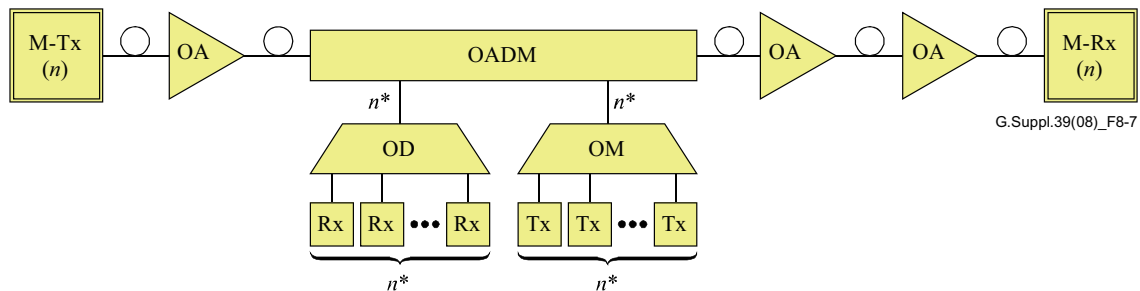 M-Tx
(n)
OA
OADM
OA
OA
M-Rx
(n)
G.Suppl.39(08)_F8-7
n*
n*
OD
OM
Rx
Rx
•••
Rx
Tx
Tx
•••
Tx
n*
n*